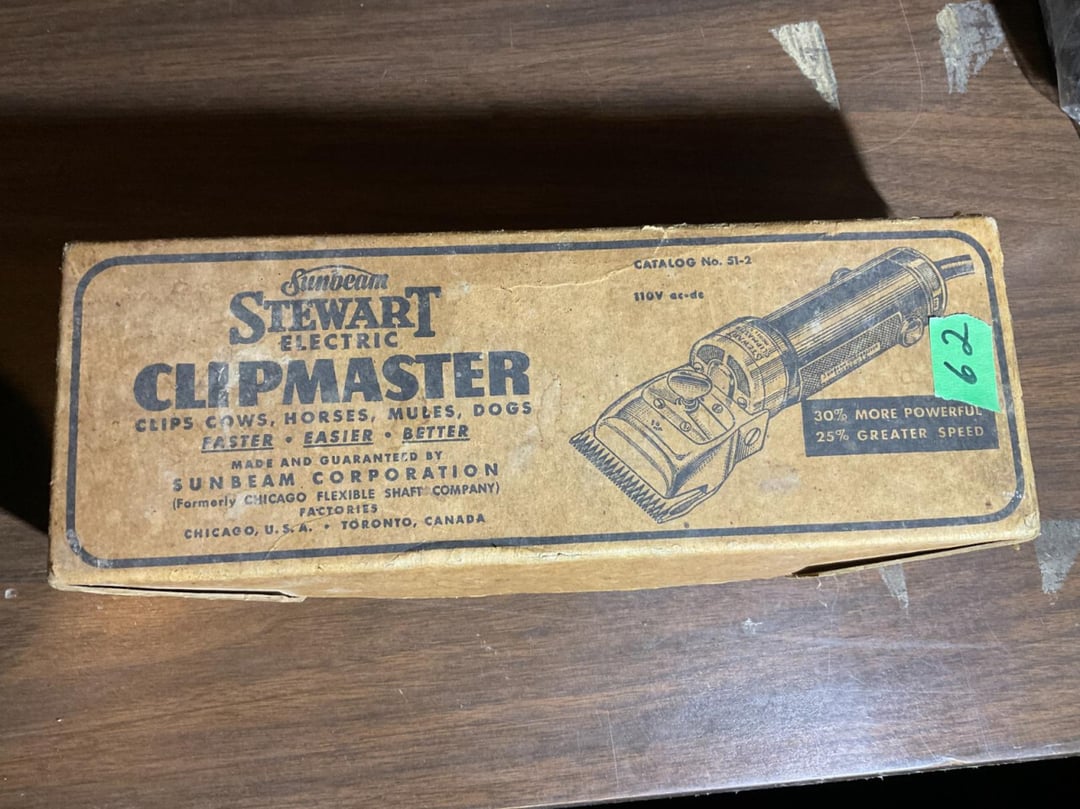 Sunbeam
STEWART
ELECTRIC
CLIPMASTER
CLIPS COWS, HORSES, MULES, DOGS
FASTER • EASIER • BETTER
MADE AND GUARANTEED BY
SUNBEAM CORPORATION
(Formerly CHICAGO FLEXIBLE SHAFT COMPANY)
FACTORIES
CHICAGO, U.S.A. • TORONTO, CANADA
CATALOG No. 51-2
110V ac-dc
STEWART
CLIPMASTER
62
30% MORE POWERFUL
25% GREATER SPEED